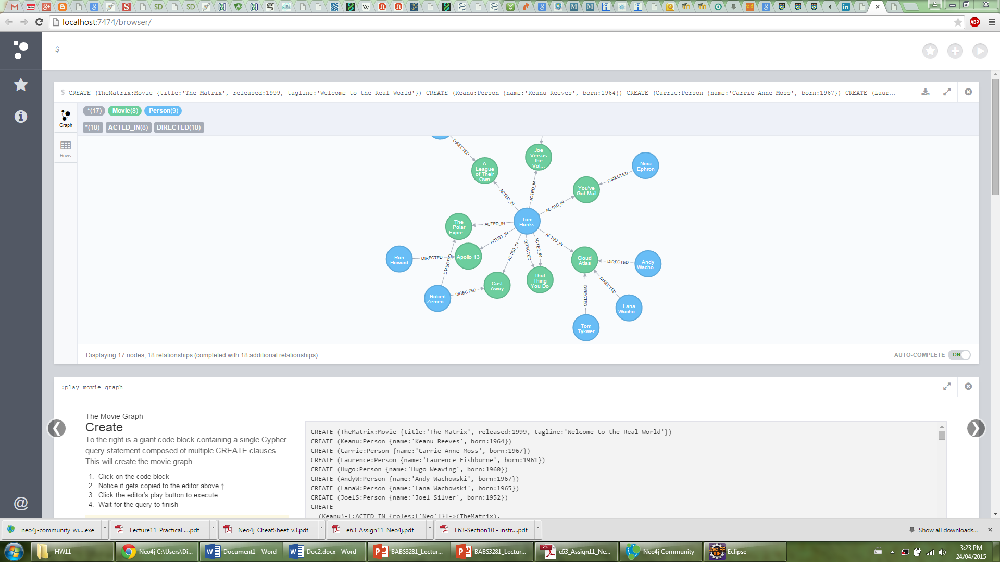 localhost:7474/browser/
ABP
$
$ CREATE (TheMatrix:Movie {title:'The Matrix', released:1999, tagline:'Welcome to the Real World'}) CREATE (Keanu:Person {name:'Keanu Reeves', born:1964}) CREATE (Carrie:Person {name:'Carrie-Anne Moss', born:1967}) CREATE (Laur...
Graph
*(17) Movie(8) Person(9)
*(18) ACTED_IN(8) DIRECTED(10)
Rows
DIRECTED
A League of Their Own
Joe Versus the Vol...
Nora Ephron
DIRECTED
You've Got Mail
ACTED_IN
ACTED_IN
ACTED_IN
Tom Hanks
The Polar Expre...
ACTED_IN
ACTED_IN
ACTED_IN
DIRECTED
ACTED_IN
ACTED_IN
Ron Howard
DIRECTED
Apollo 13
DIRECTED
Cloud Atlas
DIRECTED
Andy Wacho...
That Thing You Do
Cast Away
DIRECTED
Robert Zemec...
DIRECTED
DIRECTED
Lana Wacho...
Tom Tykwer
Displaying 17 nodes, 18 relationships (completed with 18 additional relationships).
AUTO-COMPLETE ON
:play movie graph
The Movie Graph
Create
To the right is a giant code block containing a single Cypher
query statement composed of multiple CREATE clauses.
This will create the movie graph.
1. Click on the code block
2. Notice it gets copied to the editor above ↑
3. Click the editor's play button to execute
4. Wait for the query to finish
CREATE (TheMatrix:Movie {title:'The Matrix', released:1999, tagline:'Welcome to the Real World'})
CREATE (Keanu:Person {name:'Keanu Reeves', born:1964})
CREATE (Carrie:Person {name:'Carrie-Anne Moss', born:1967})
CREATE (Laurence:Person {name:'Laurence Fishburne', born:1961})
CREATE (Hugo:Person {name:'Hugo Weaving', born:1960})
CREATE (AndyW:Person {name:'Andy Wachowski', born:1967})
CREATE (LanaW:Person {name:'Lana Wachowski', born:1965})
CREATE (JoelS:Person {name:'Joel Silver', born:1952})
CREATE
(Keanu)-[:ACTED_IN {roles:['Neo']}]->(TheMatrix),
@
neo4j-community_wi....exe
Lecture11_Practical ....pdf
Neo4j_CheatSheet_v3.pdf
e63_Assign11_Neo4j.pdf
E63-Section10 - instr....pdf
Show all downloads...
HW11
Neo4j C:\Users\Di...
Document1 - Word
Doc2.docx - Word
BABS3281_Lectur...
BABS3281_Lectur...
e63_Assign11_Ne...
Neo4j Community
Eclipse
3:23 PM
24/04/2015